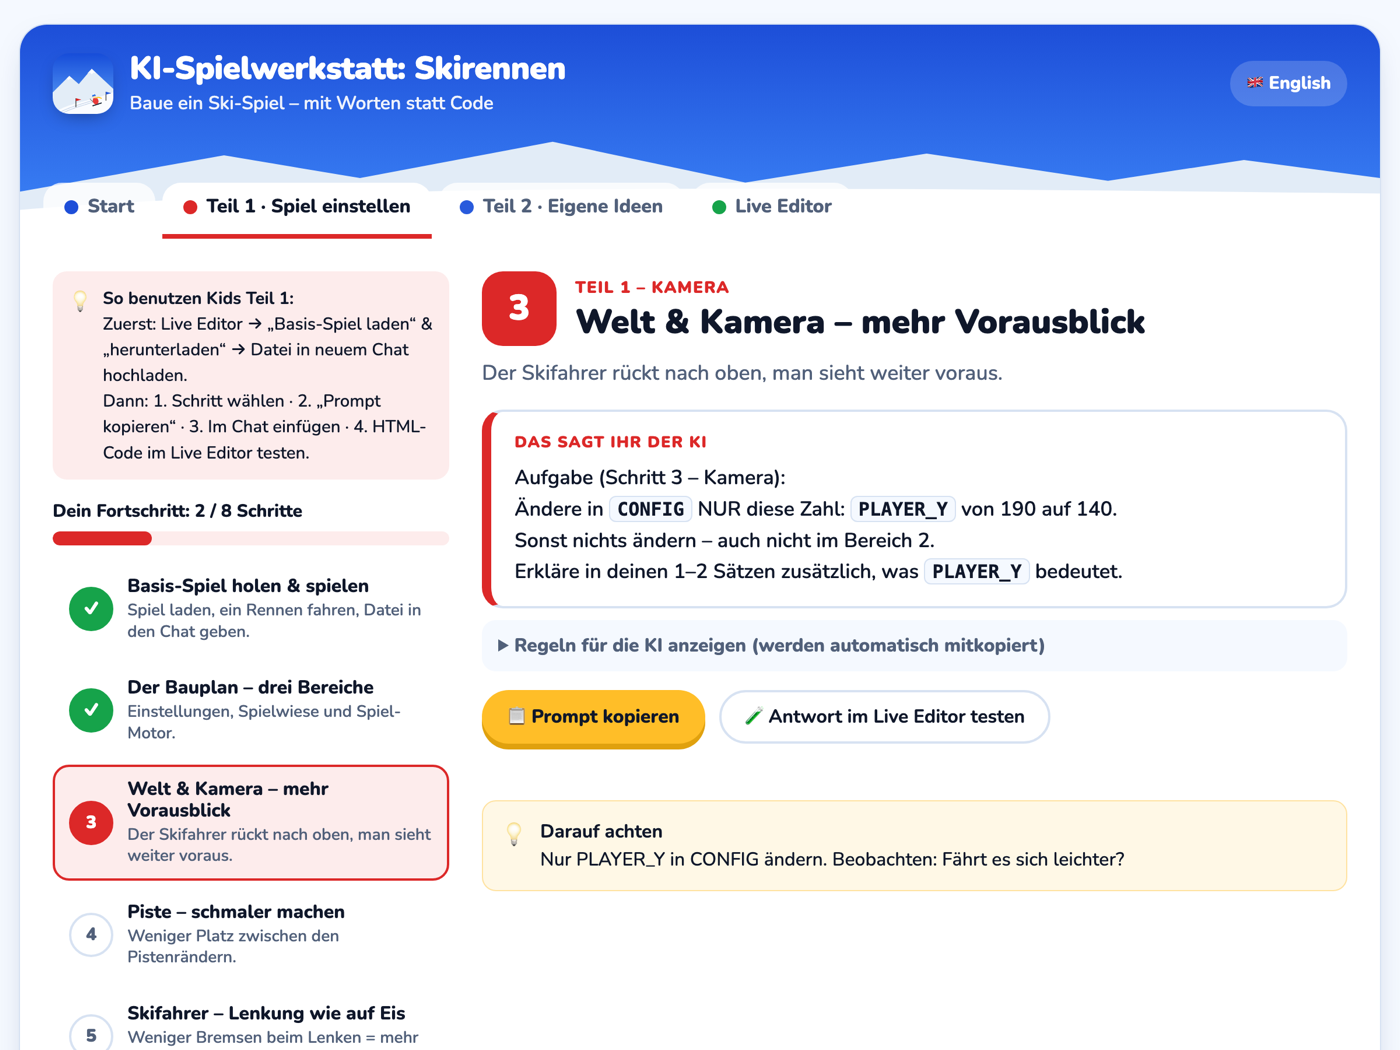 KI-Spielwerkstatt: Skirennen
Baue ein Ski-Spiel – mit Worten statt Code
English
Start
Teil 1 · Spiel einstellen
Teil 2 · Eigene Ideen
Live Editor
So benutzen Kids Teil 1:
Zuerst: Live Editor → „Basis-Spiel laden“ &
„herunterladen“ → Datei in neuem Chat
hochladen.
Dann: 1. Schritt wählen · 2. „Prompt
kopieren“ · 3. Im Chat einfügen · 4. HTML-
Code im Live Editor testen.
Dein Fortschritt: 2 / 8 Schritte
Basis-Spiel holen & spielen
Spiel laden, ein Rennen fahren, Datei in
den Chat geben.
Der Bauplan – drei Bereiche
Einstellungen, Spielwiese und Spiel-
Motor.
3
Welt & Kamera – mehr
Vorausblick
Der Skifahrer rückt nach oben, man sieht
weiter voraus.
4
Piste – schmaler machen
Weniger Platz zwischen den
Pistenrändern.
5
Skifahrer – Lenkung wie auf Eis
Weniger Bremsen beim Lenken = mehr
3
TEIL 1 – KAMERA
Welt & Kamera – mehr Vorausblick
Der Skifahrer rückt nach oben, man sieht weiter voraus.
DAS SAGT IHR DER KI
Aufgabe (Schritt 3 – Kamera):
Ändere in CONFIG NUR diese Zahl: PLAYER_Y von 190 auf 140.
Sonst nichts ändern – auch nicht im Bereich 2.
Erkläre in deinen 1–2 Sätzen zusätzlich, was PLAYER_Y bedeutet.
Regeln für die KI anzeigen (werden automatisch mitkopiert)
Prompt kopieren
Antwort im Live Editor testen
Darauf achten
Nur PLAYER_Y in CONFIG ändern. Beobachten: Fährt es sich leichter?